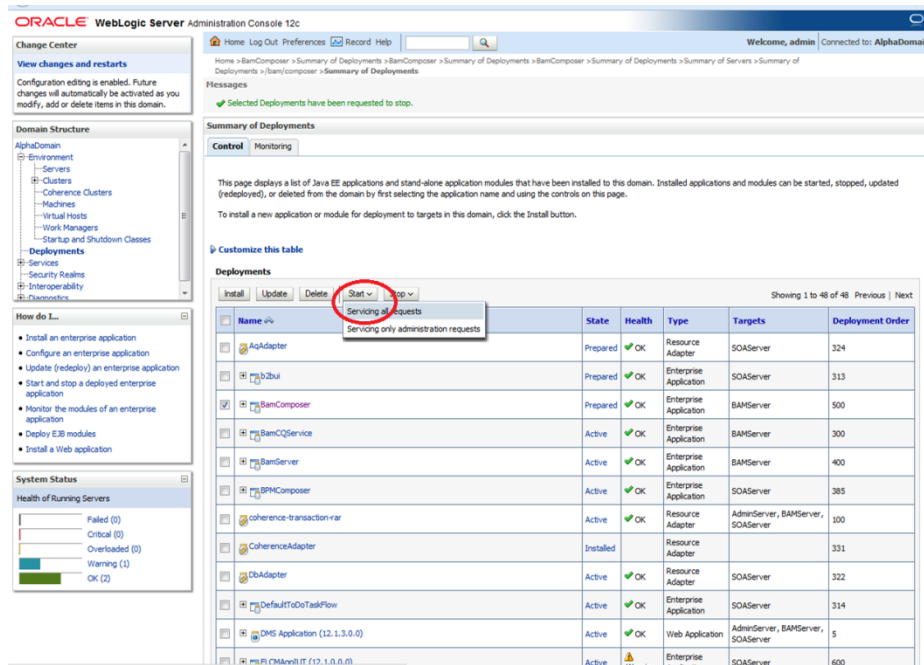 ORACLE WebLogic Server Administration Console 12c
Change Center
View changes and restarts
Configuration editing is enabled. Future
changes will automatically be activated as you
modify, add or delete items in this domain.
Domain Structure
AlphaDomain
Environment
Servers
Clusters
Coherence Clusters
Machines
Virtual Hosts
Work Managers
Startup and Shutdown Classes
Deployments
Services
Security Realms
Interoperability
Diagnostics
How do I...
Install an enterprise application
Configure an enterprise application
Update (redeploy) an enterprise application
Start and stop a deployed enterprise
application
Monitor the modules of an enterprise
application
Deploy EJB modules
Install a Web application
System Status
Health of Running Servers
Failed (0)
Critical (0)
Overloaded (0)
Warning (1)
OK (2)
Home Log Out Preferences Record Help
Welcome, admin Connected to: AlphaDomai
Home >BamComposer >Summary of Deployments >BamComposer >Summary of Deployments >BamComposer >Summary of Deployments >Summary of Servers >Summary of
Deployments >/bam/composer >Summary of Deployments
Messages
Selected Deployments have been requested to stop.
Summary of Deployments
Control Monitoring
This page displays a list of Java EE applications and stand-alone application modules that have been installed to this domain. Installed applications and modules can be started, stopped, updated
(redeployed), or deleted from the domain by first selecting the application name and using the controls on this page.
To install a new application or module for deployment to targets in this domain, click the Install button.
Customize this table
Deployments
Install Update Delete Start Stop Showing 1 to 48 of 48 Previous | Next
Servicing all requests
Servicing only administration requests
Name State Health Type Targets Deployment Order
AqAdapter Prepared OK Resource Adapter SOAServer 324
b2bui Prepared OK Enterprise Application SOAServer 313
BamComposer Prepared OK Enterprise Application BAMServer 500
BamCQService Active OK Enterprise Application BAMServer 300
BamServer Active OK Enterprise Application BAMServer 400
BPMComposer Active OK Enterprise Application SOAServer 385
coherence-transaction-rar Active OK Resource Adapter AdminServer, BAMServer, SOAServer 100
CoherenceAdapter Installed Resource Adapter 331
DbAdapter Active OK Resource Adapter SOAServer 322
DefaultToDoTaskFlow Active OK Enterprise Application SOAServer 314
DMS Application (12.1.3.0.0) Active OK Web Application AdminServer, BAMServer, SOAServer 5
Active Enterprise SOAServer 600